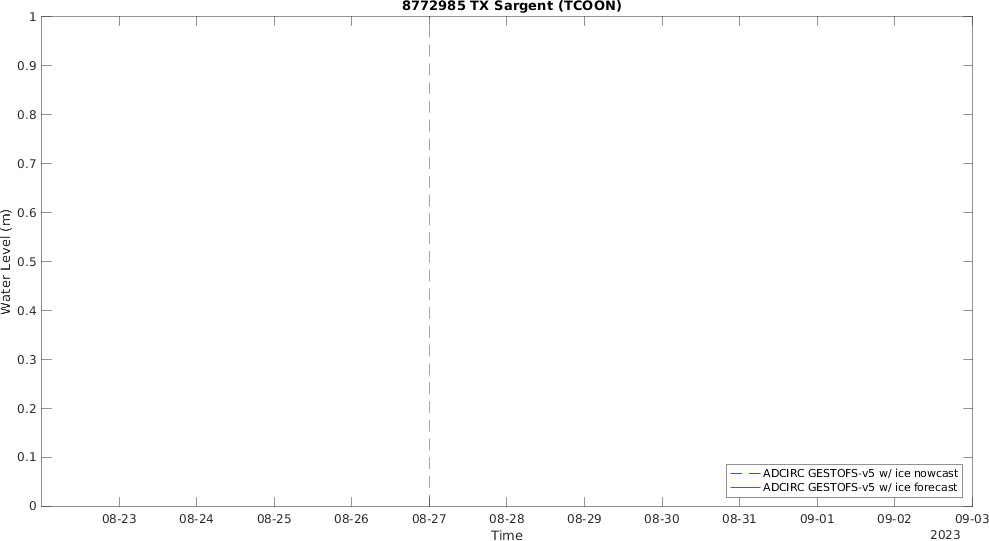 8772985 TX Sargent (TCOON)
1
0.9
0.8
0.7
0.6
0.5
0.4
0.3
0.2
0.1
0
Water Level (m)
ADCIRC GESTOFS-v5 w/ ice nowcast
ADCIRC GESTOFS-v5 w/ ice forecast
08-23 08-24 08-25 08-26 08-27 08-28 08-29 08-30 08-31 09-01 09-02 09-03
Time
2023